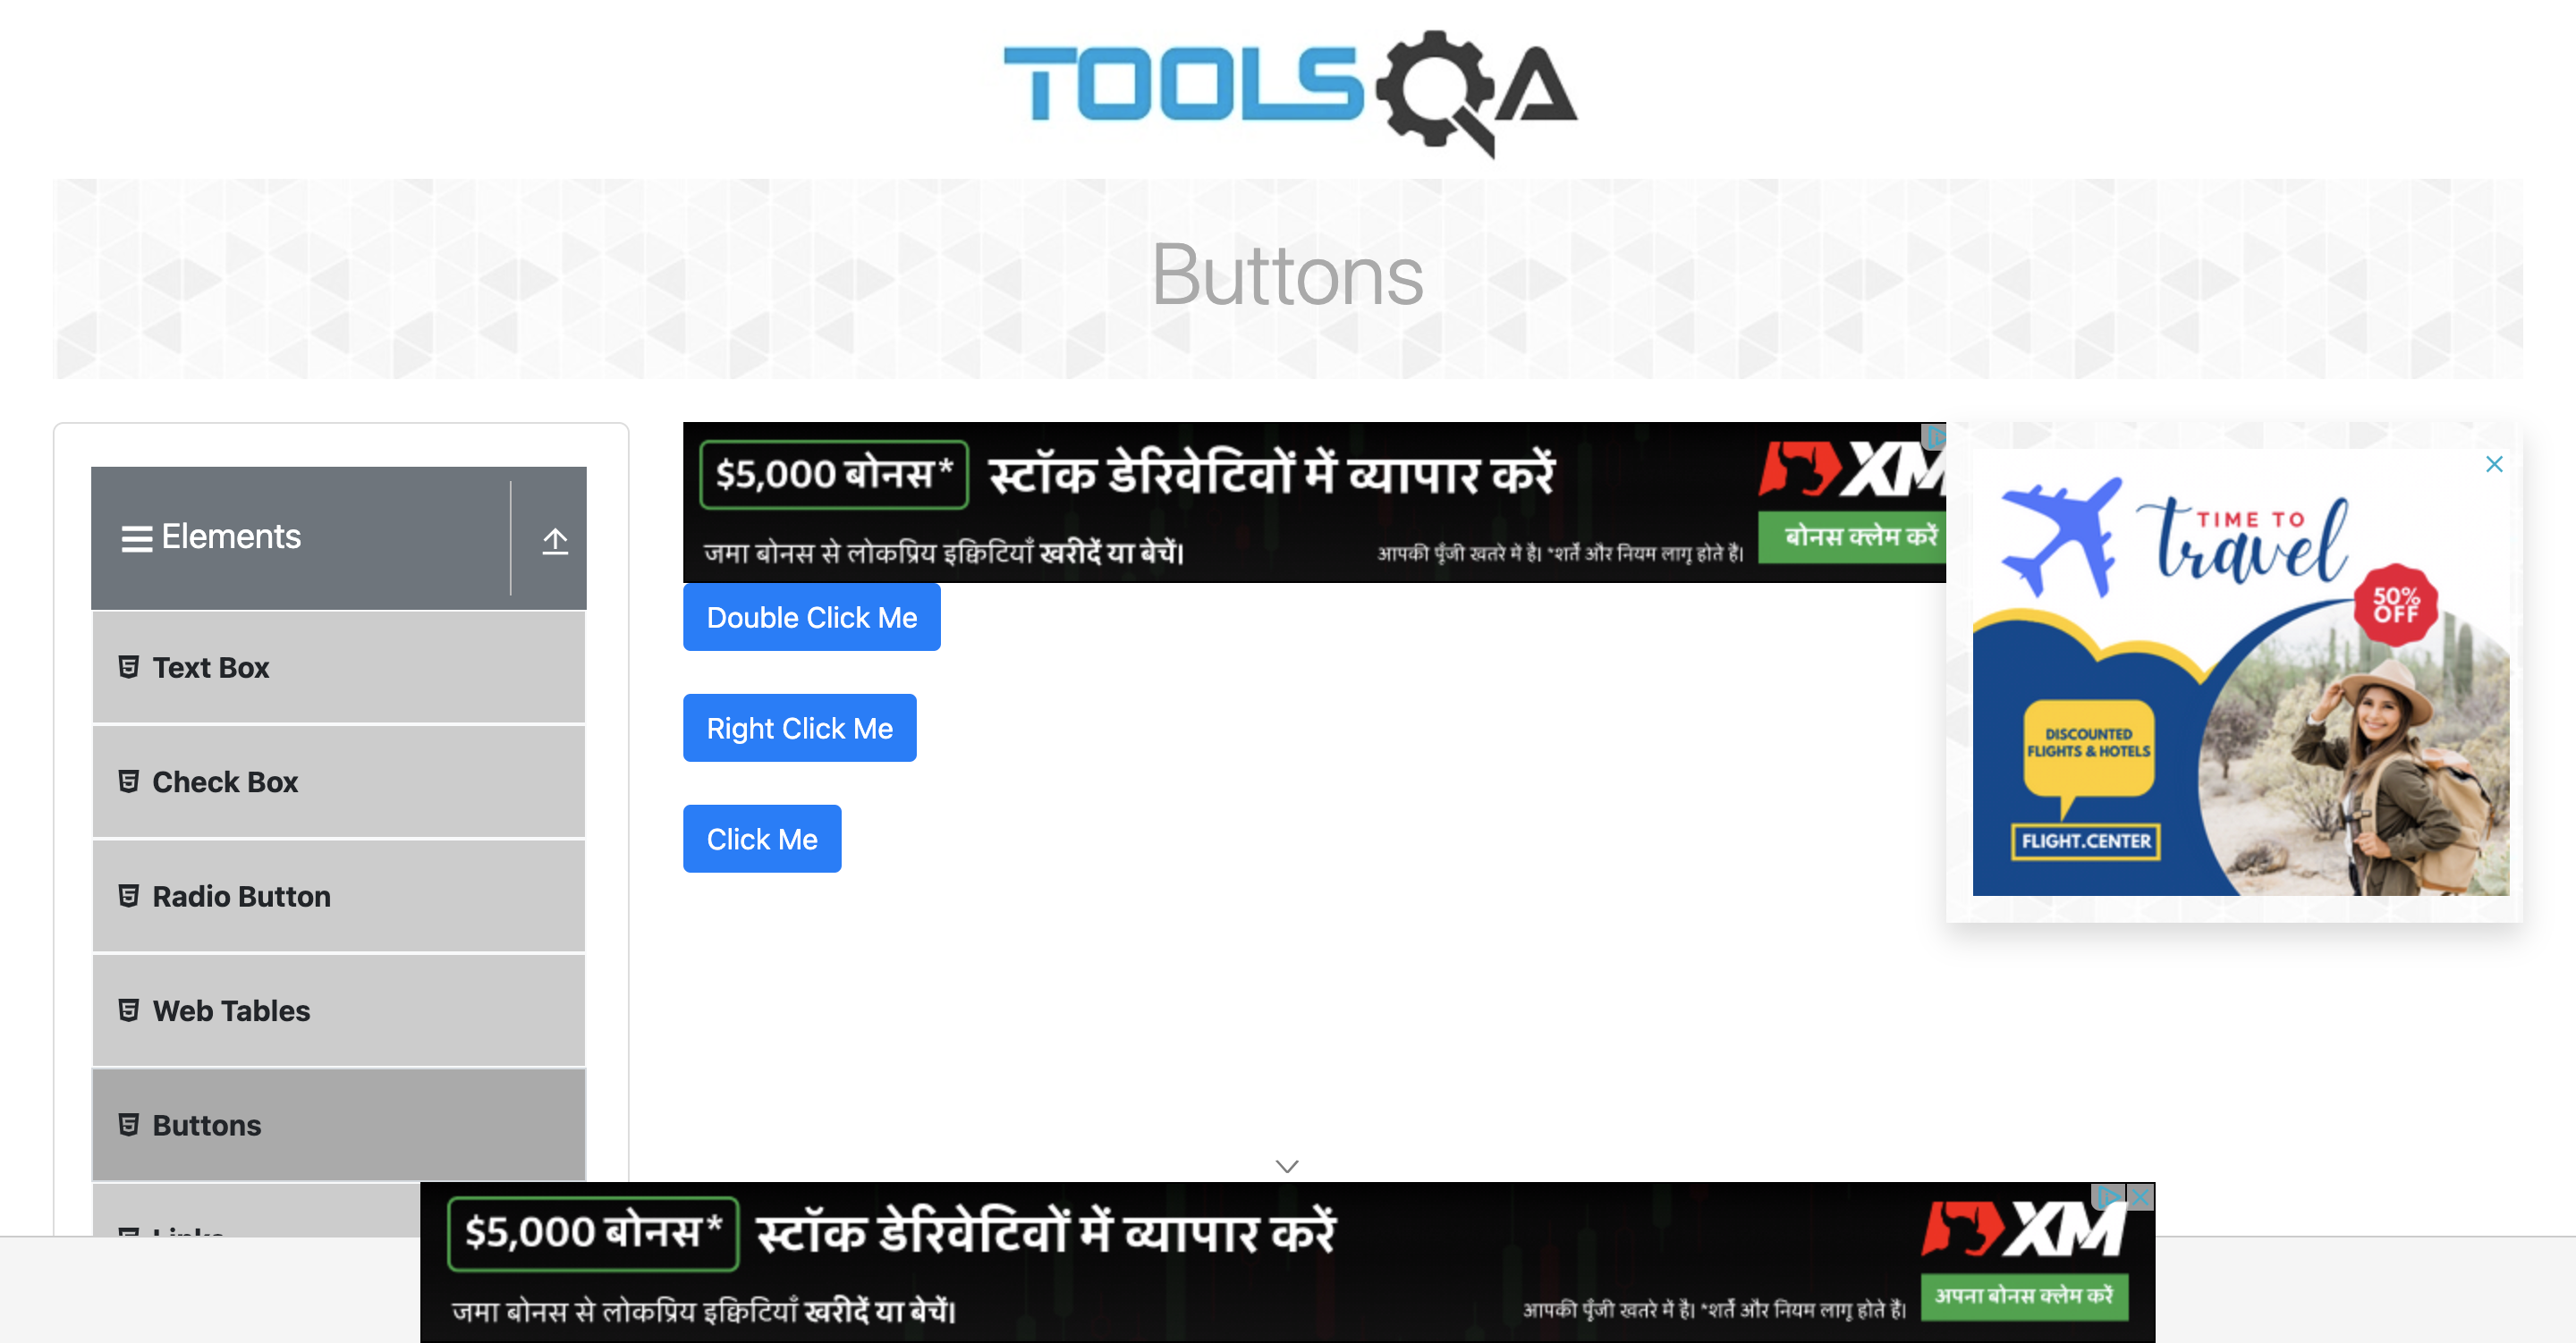 TOOLSQA
Buttons
Elements
Text Box
Check Box
Radio Button
Web Tables
Buttons
$5,000 बोनस* स्टॉक डेरिवेटिवों में व्यापार करें
जमा बोनस से लोकप्रिय इक्विटियाँ खरीदें या बेचें। आपकी पूँजी खतरे में है। *शर्तें और नियम लागू होते हैं।
XM
बोनस क्लेम करें
Double Click Me
Right Click Me
Click Me
TIME TO
travel
50%
OFF
DISCOUNTED
FLIGHTS & HOTELS
FLIGHT.CENTER
$5,000 बोनस* स्टॉक डेरिवेटिवों में व्यापार करें
जमा बोनस से लोकप्रिय इक्विटियाँ खरीदें या बेचें। आपकी पूँजी खतरे में है। *शर्तें और नियम लागू होते हैं।
XM
अपना बोनस क्लेम करें